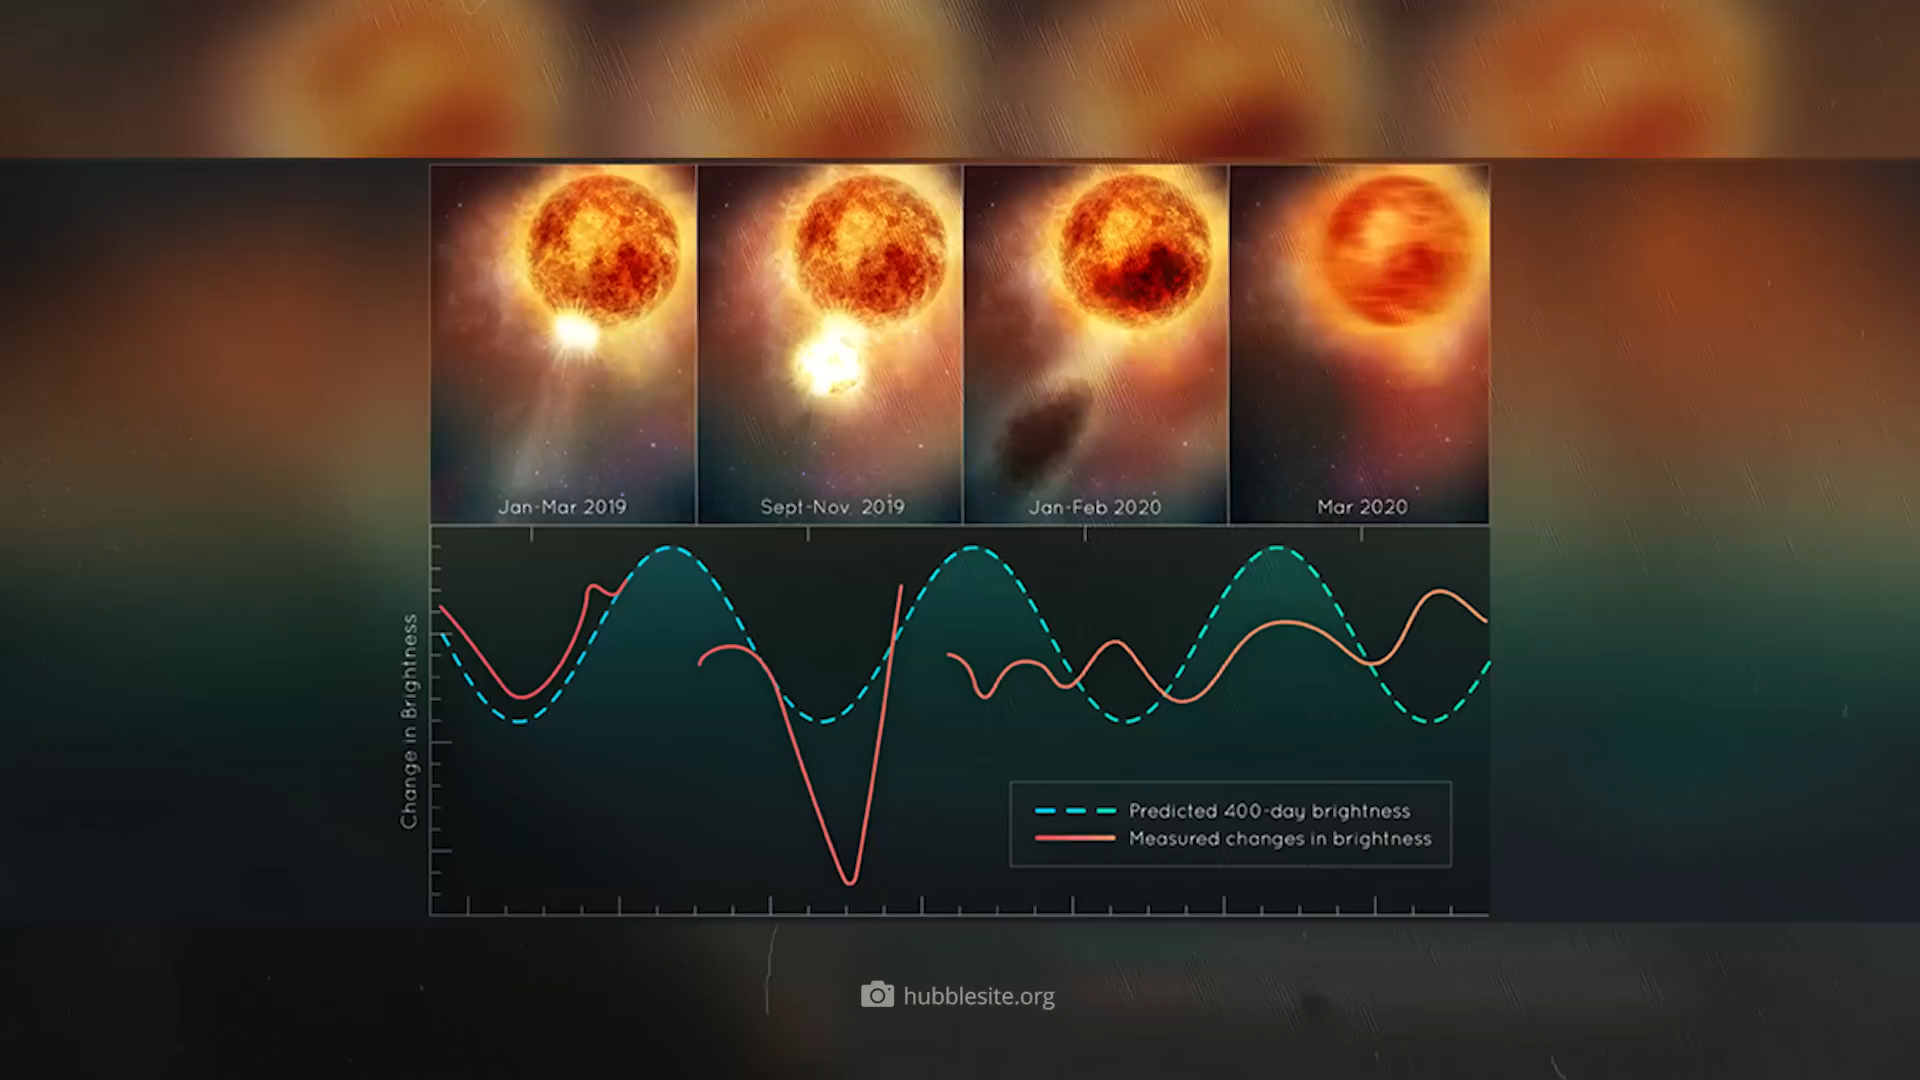 Jan-Mar 2019
Sept-Nov. 2019
Jan-Feb 2020
Mar 2020
Change in Brightness
Predicted 400-day brightness
Measured changes in brightness
hubblesite.org